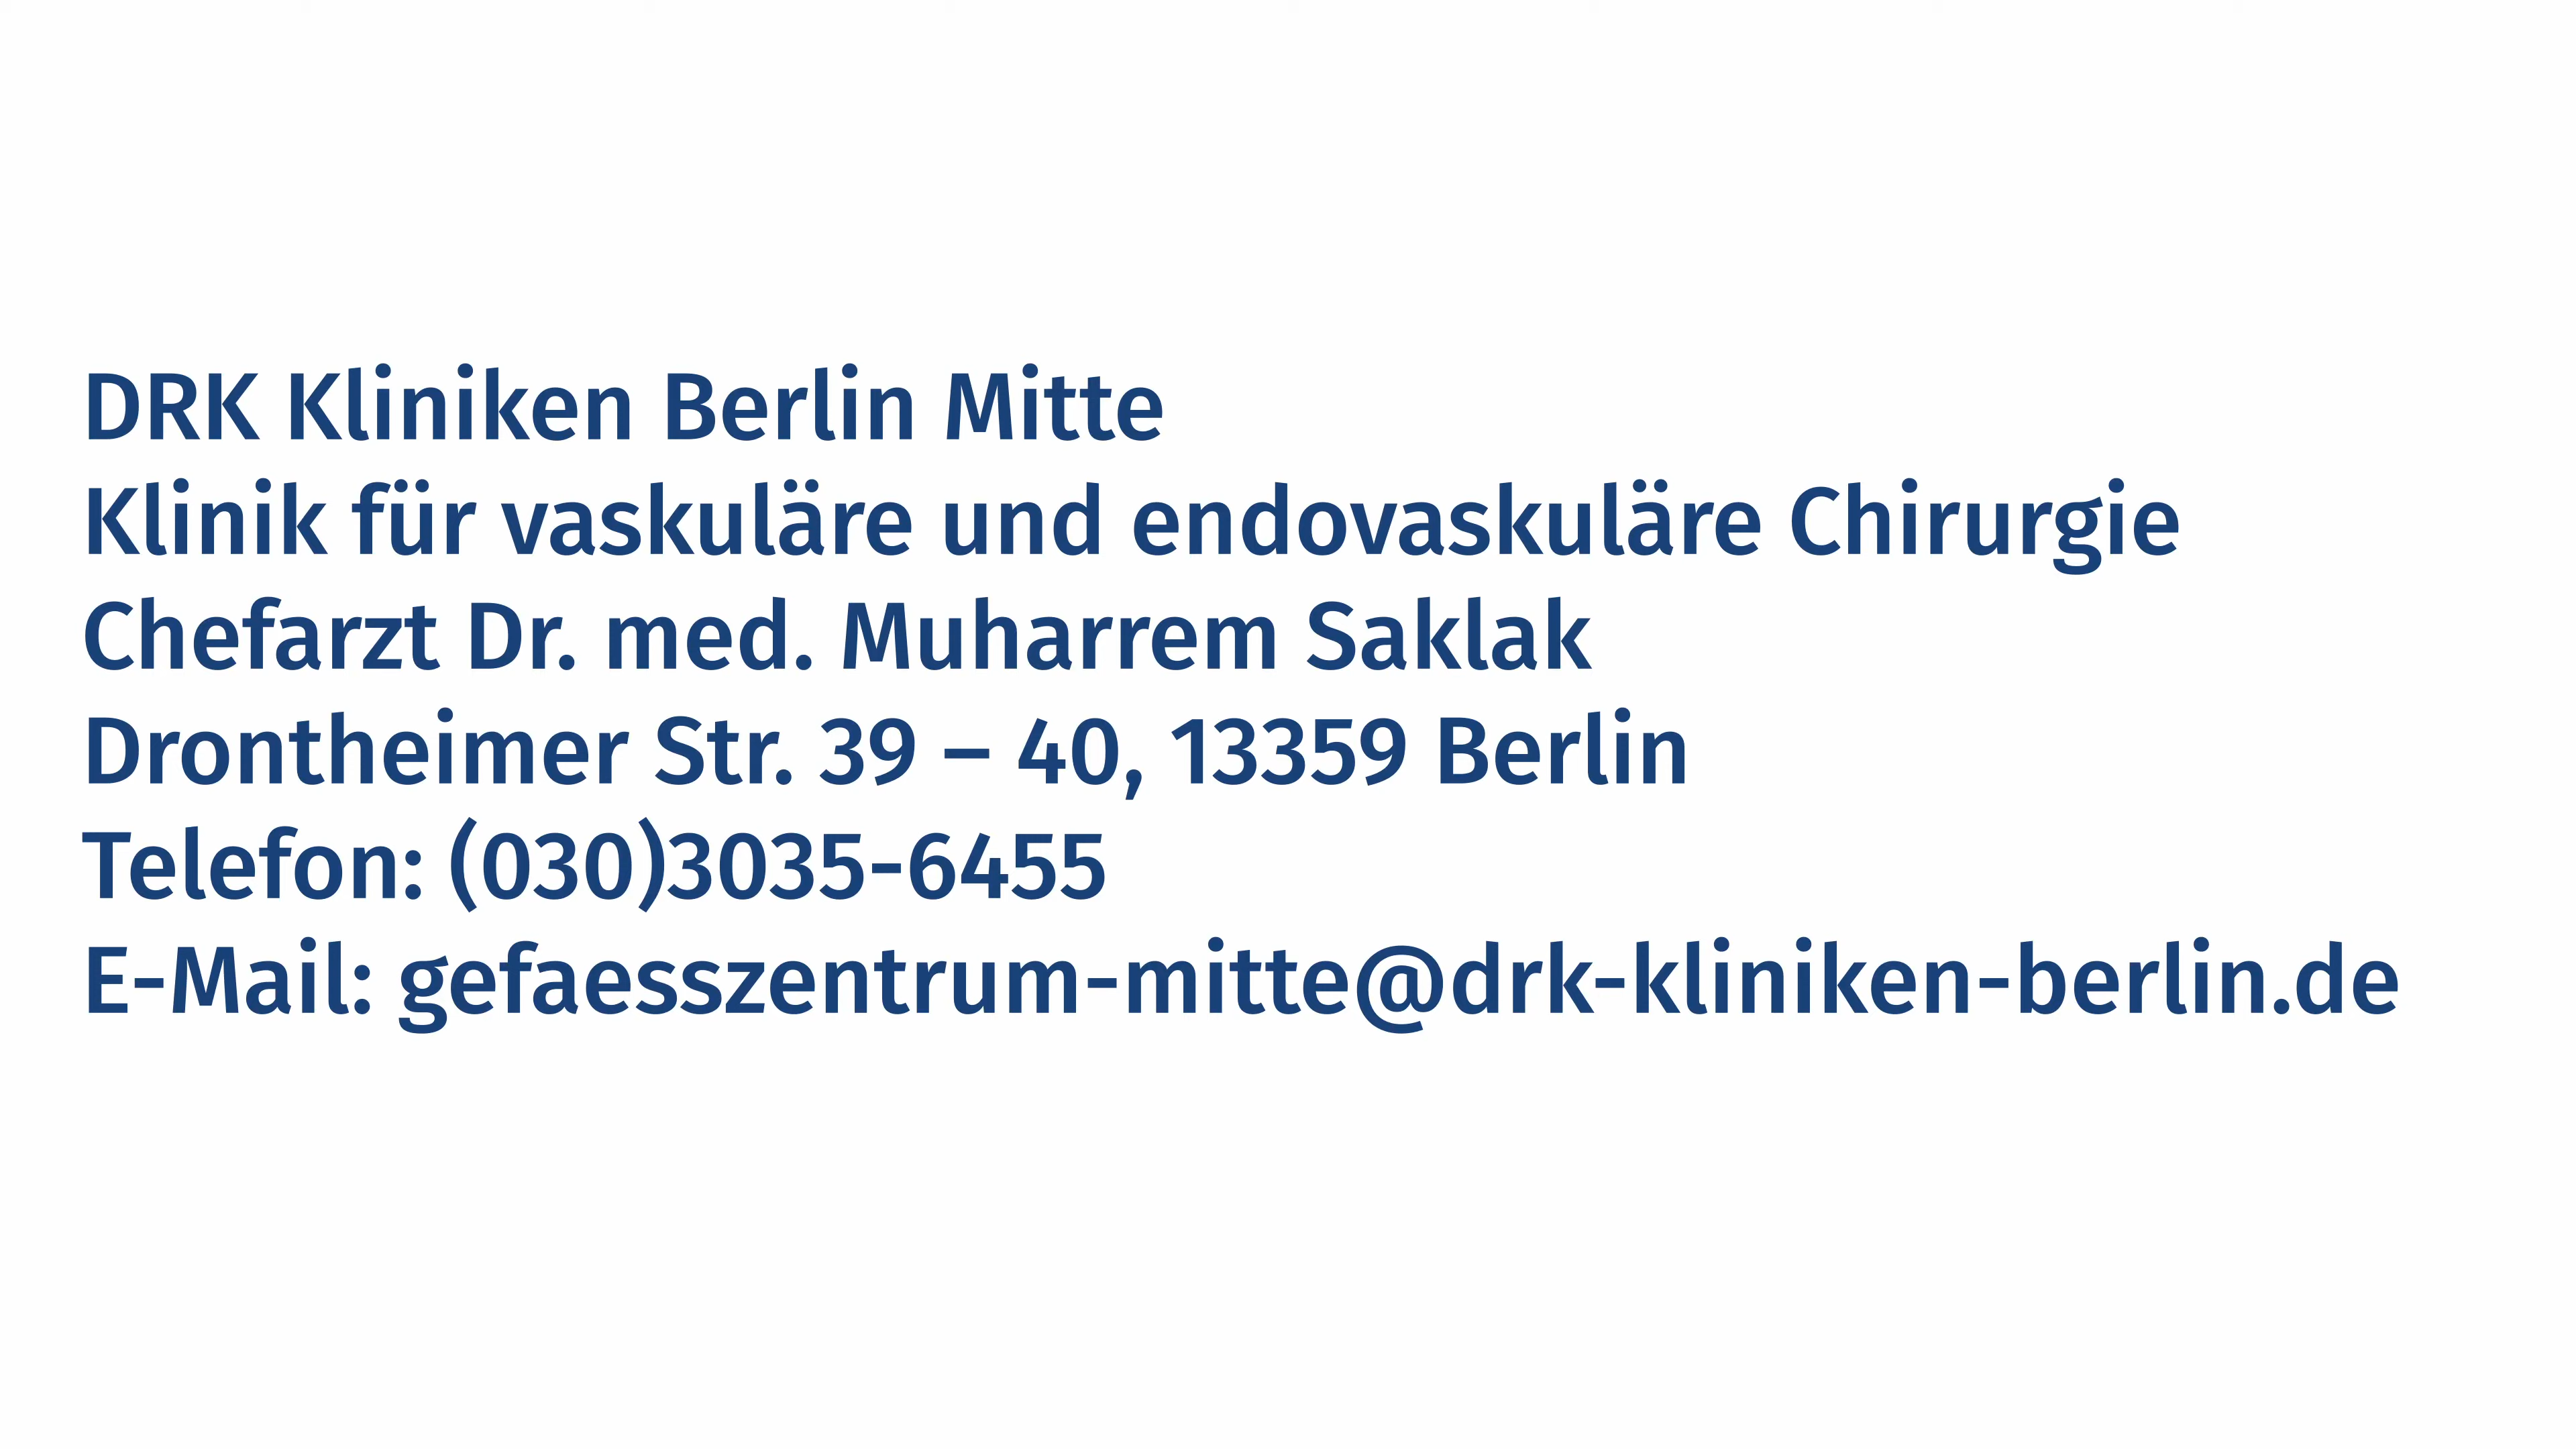 DRK Kliniken Berlin Mitte
Klinik für vaskuläre und endovaskuläre Chirurgie
Chefarzt Dr. med. Muharrem Saklak
Drontheimer Str. 39 – 40, 13359 Berlin
Telefon: (030)3035-6455
E-Mail: gefaesszentrum-mitte@drk-kliniken-berlin.de